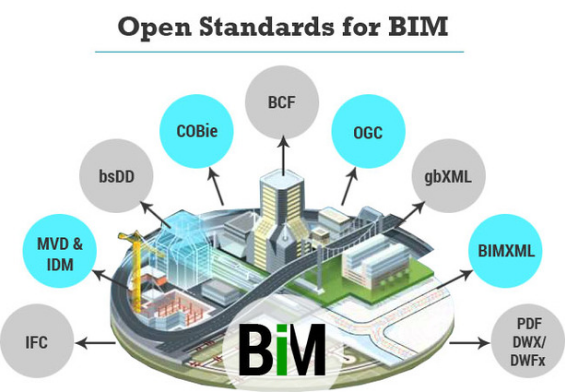 Open Standards for BIM
BCF
COBie
OGC
bsDD
gbXML
MVD &
IDM
BIMXML
IFC
PDF
DWX/
DWFx
BiM